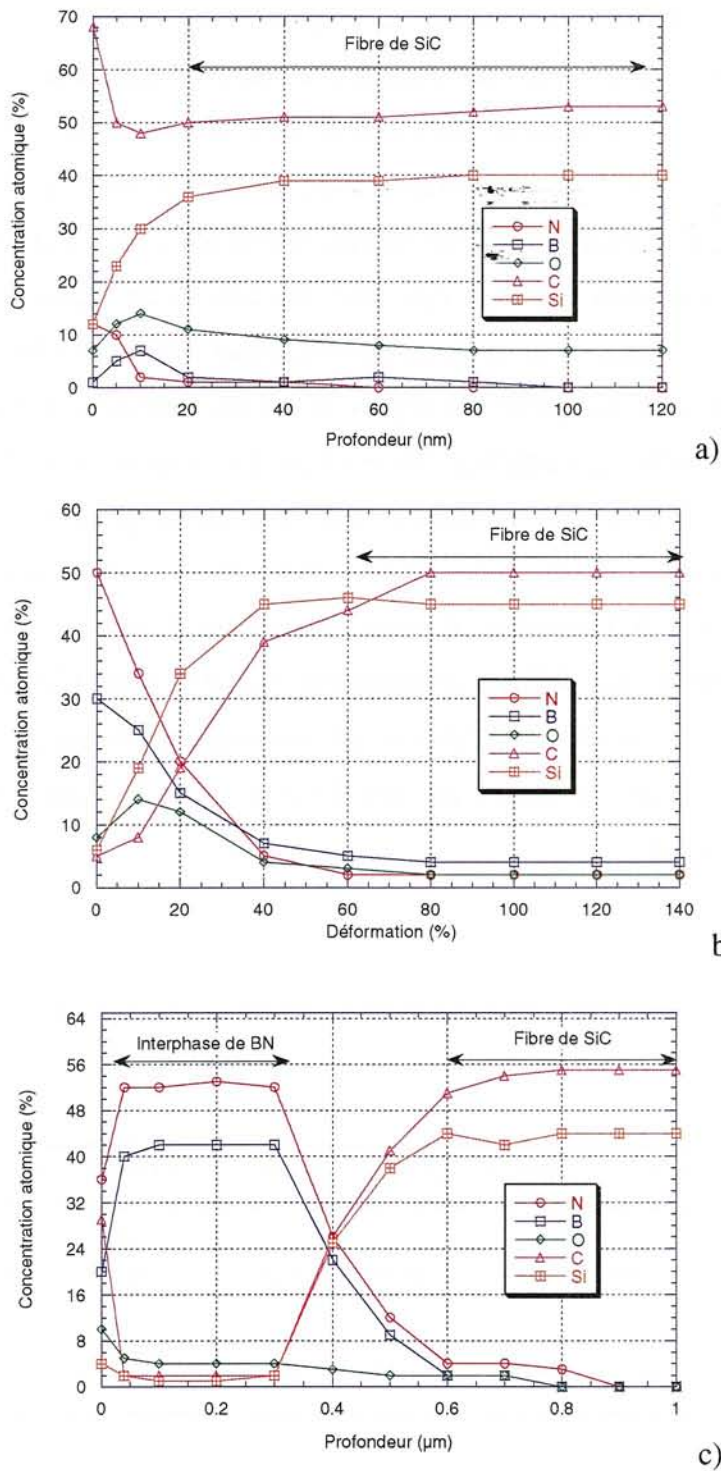 70
60
50
40
30
20
10
0
Concentration atomique (%)
Fibre de SiC
N
B
O
C
Si
0 20 40 60 80 100 120
Profondeur (nm)
a)
60
50
40
30
20
10
0
Concentration atomique (%)
Fibre de SiC
N
B
O
C
Si
0 20 40 60 80 100 120 140
Déformation (%)
b
64
56
48
40
32
24
16
8
0
Concentration atomique (%)
Interphase de BN
Fibre de SiC
N
B
O
C
Si
0 0.2 0.4 0.6 0.8 1
Profondeur (µm)
c)